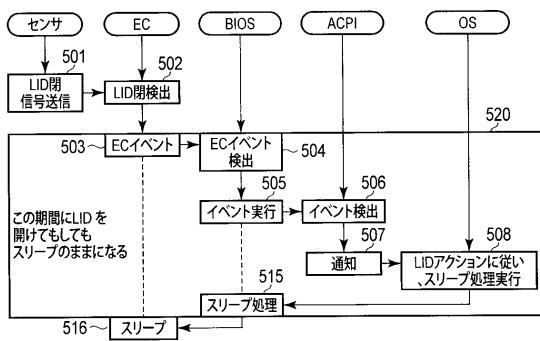 センサ
EC
BIOS
ACPI
OS
501
LID閉
信号送信
502
LID閉検出
520
503
ECイベント
ECイベント
検出
504
505
イベント実行
506
イベント検出
この期間にLID を
開けてもしても
スリープのままになる
507
通知
508
LIDアクションに従い
、スリープ処理実行
515
スリープ処理
516
スリープ